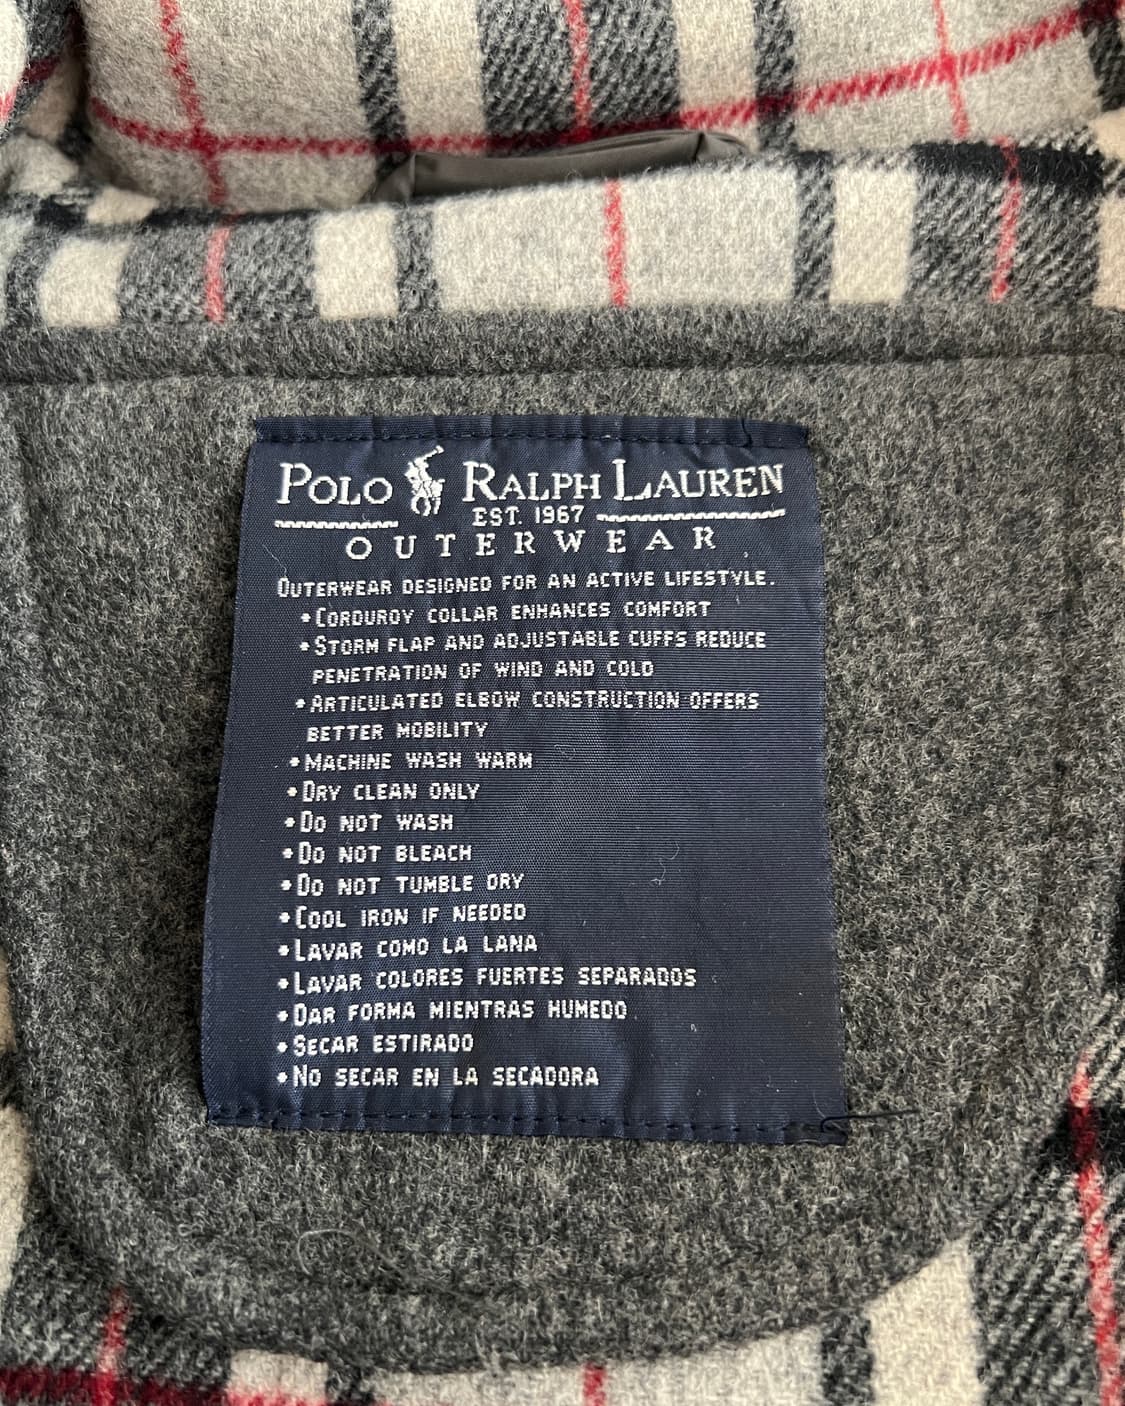 POLO RALPH LAUREN
EST. 1967
OUTERWEAR
OUTERWEAR DESIGNED FOR AN ACTIVE LIFESTYLE.
•CORDUROY COLLAR ENHANCES COMFORT
•STORM FLAP AND ADJUSTABLE CUFFS REDUCE
PENETRATION OF WIND AND COLD
•ARTICULATED ELBOW CONSTRUCTION OFFERS
BETTER MOBILITY
•MACHINE WASH WARM
•DRY CLEAN ONLY
•DO NOT WASH
•DO NOT BLEACH
•DO NOT TUMBLE DRY
•COOL IRON IF NEEDED
•LAVAR COMO LA LANA
•LAVAR COLORES FUERTES SEPARADOS
•DAR FORMA MIENTRAS HUMEDO
•SECAR ESTIRADO
•NO SECAR EN LA SECADORA